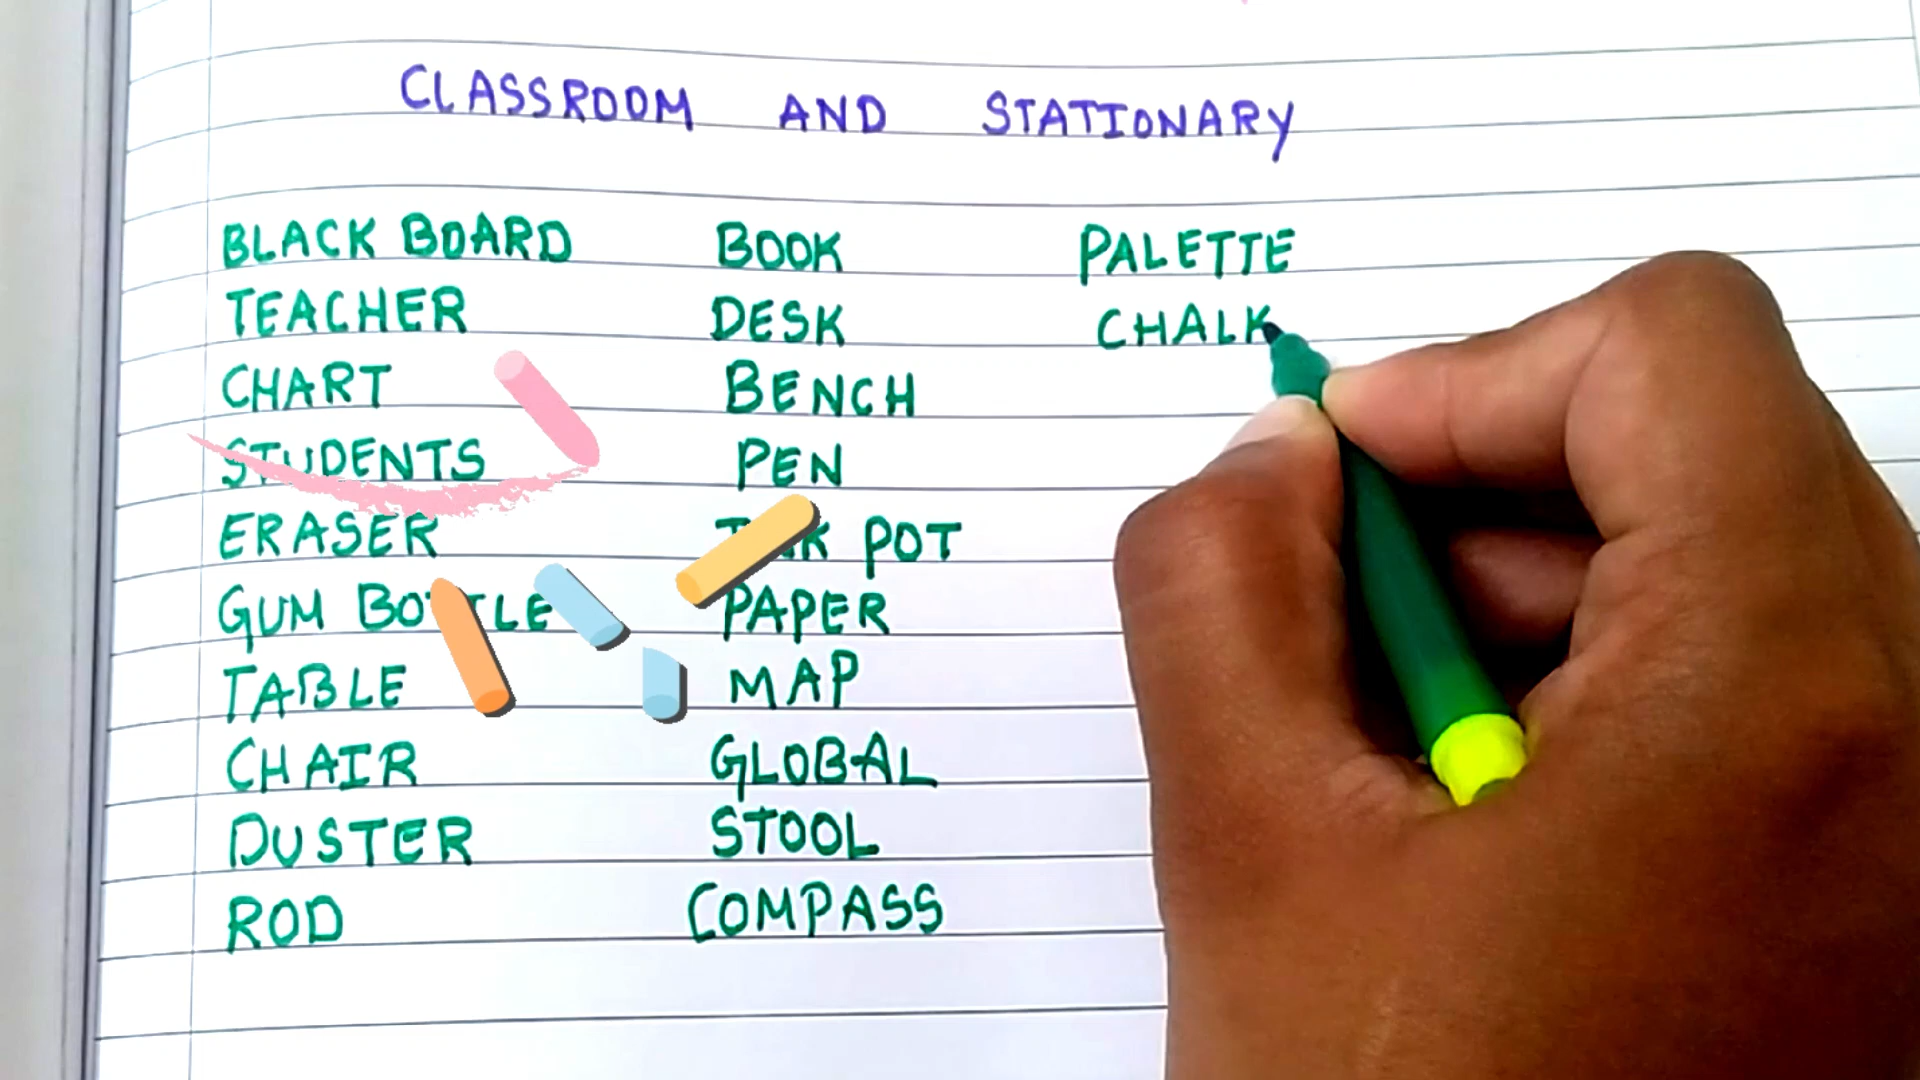 CLASSROOM AND STATIONARY
BLACK BOARD
TEACHER
CHART
STUDENTS
ERASER
GUM BOTTLE
TABLE
CHAIR
DUSTER
ROD
BOOK
DESK
BENCH
PEN
POT
PAPER
MAP
GLOBAL
STOOL
COMPASS
PALETTE
CHALK